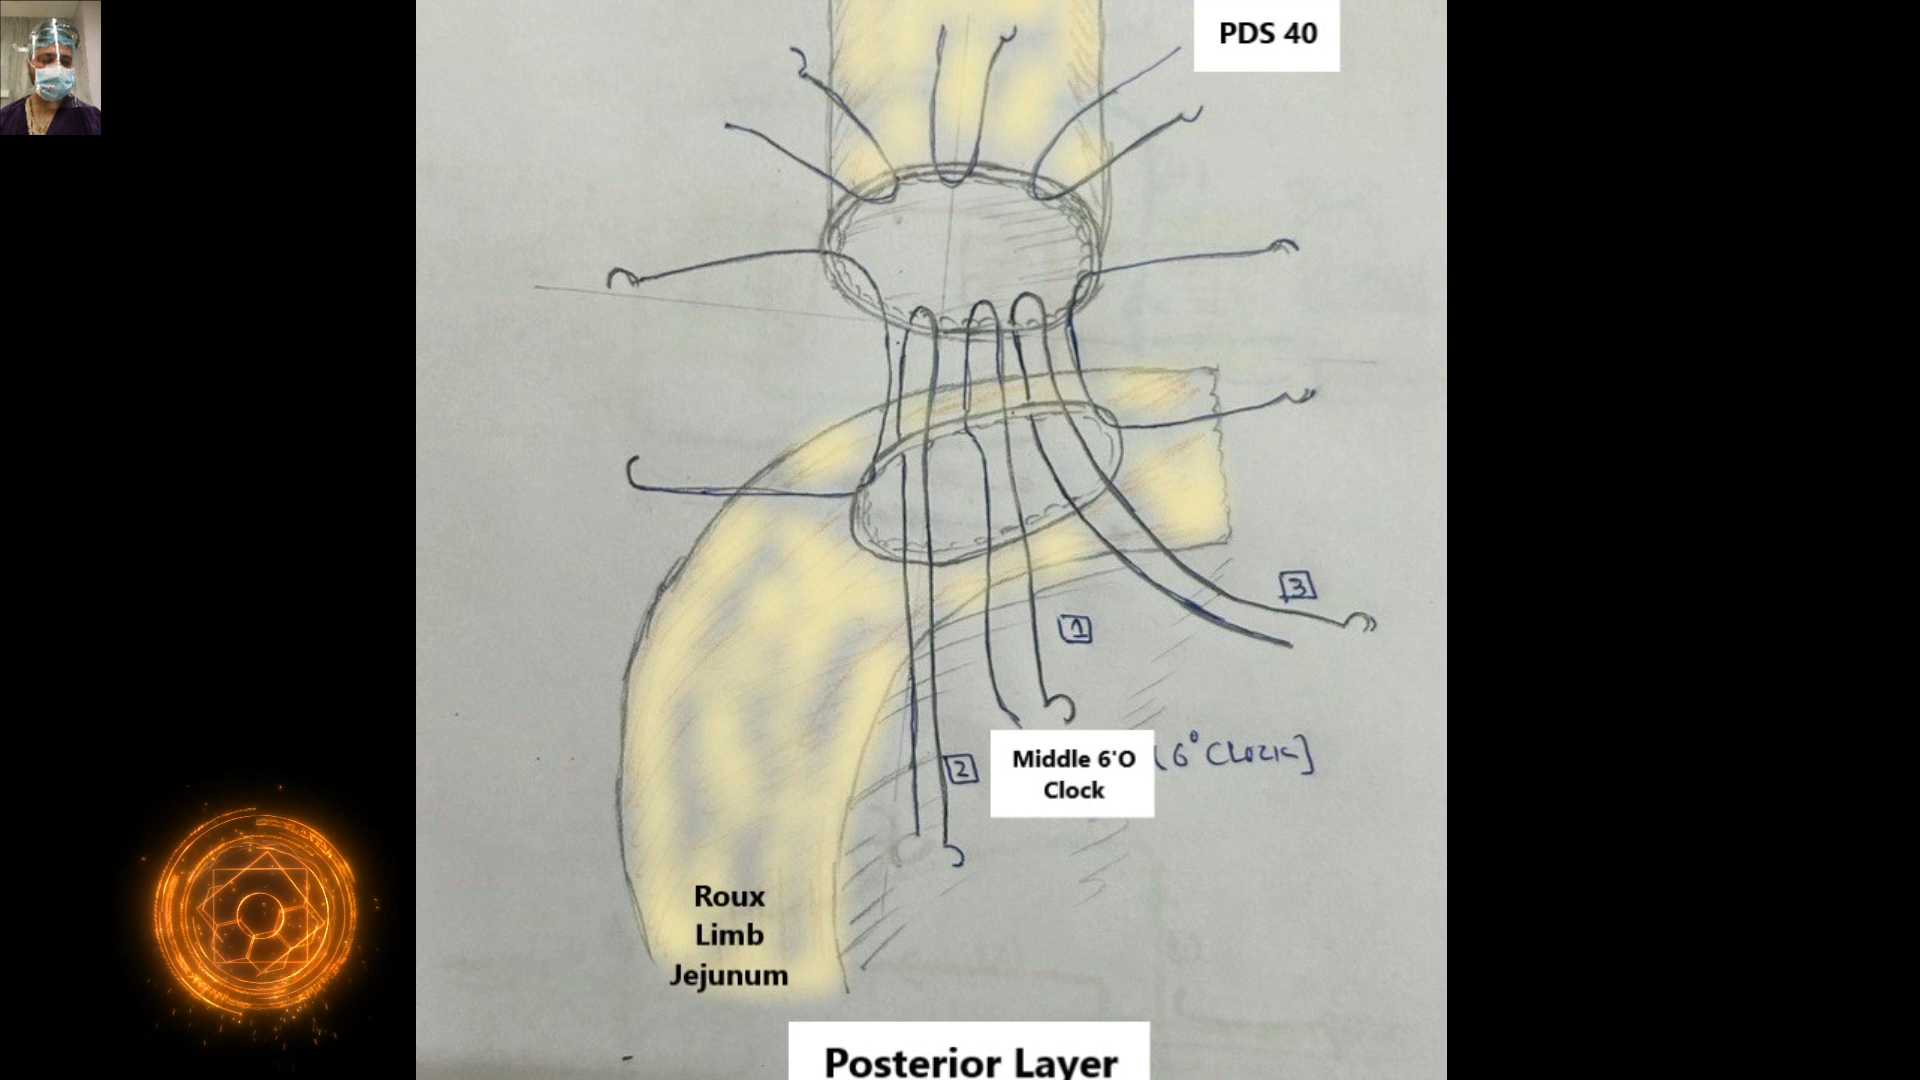 PDS 40
3
1
2
Middle 6'O
Clock
(6° Clock]
Roux
Limb
Jejunum
Posterior Layer